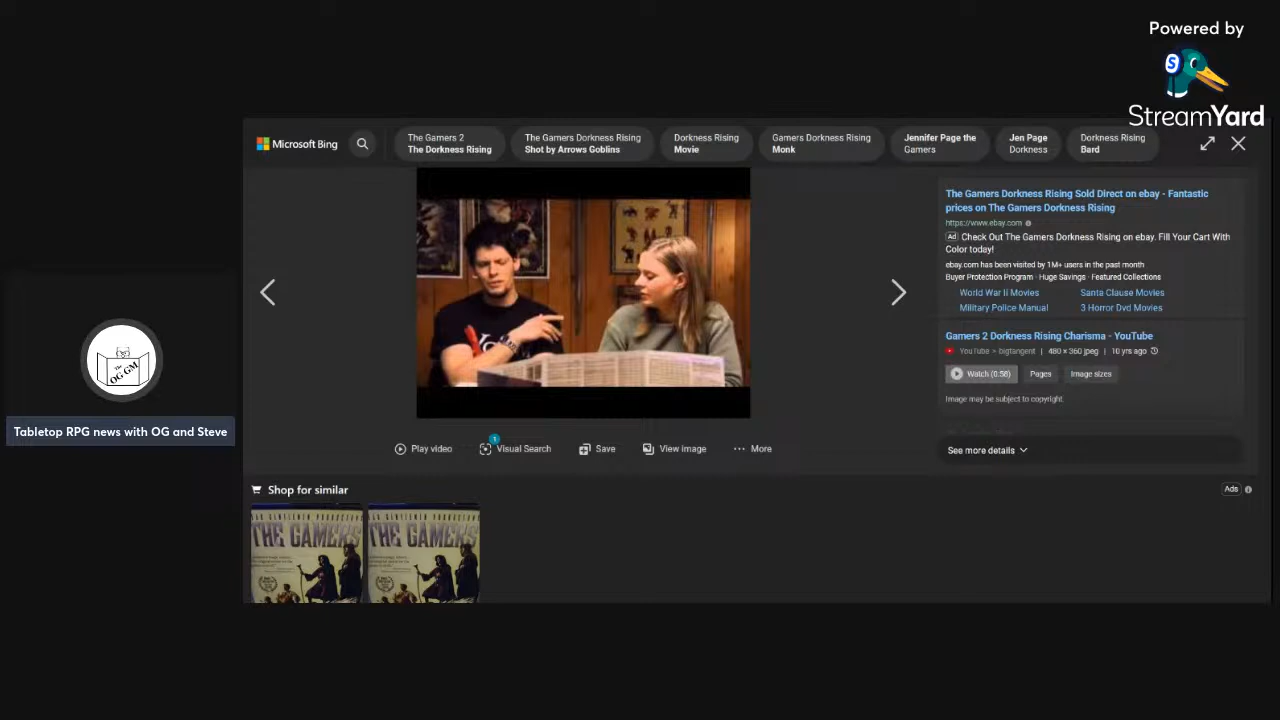 Powered by
StreamYard
Microsoft Bing
The Gamers 2
The Dorkness Rising
The Gamers Dorkness Rising
Shot by Arrows Goblins
Dorkness Rising
Movie
Gamers Dorkness Rising
Monk
Jennifer Page the
Gamers
Jen Page
Dorkness
Dorkness Rising
Bard
The Gamers Dorkness Rising Sold Direct on ebay - Fantastic
prices on The Gamers Dorkness Rising
https://www.ebay.com
Ad Check Out The Gamers Dorkness Rising on ebay. Fill Your Cart With
Color today!
ebay.com has been visited by 1M+ users in the past month
Buyer Protection Program · Huge Savings · Featured Collections
World War Ii Movies
Santa Clause Movies
Military Police Manual
3 Horror Dvd Movies
Gamers 2 Dorkness Rising Charisma - YouTube
YouTube > bigtangent | 480 × 360 jpeg | 10 yrs ago
Watch (0:58)
Pages
Image sizes
Image may be subject to copyright.
See more details
The
OG GM
Tabletop RPG news with OG and Steve
Play video
1
Visual Search
Save
View image
More
Shop for similar
Ads
THE GAMERS
THE GAMERS